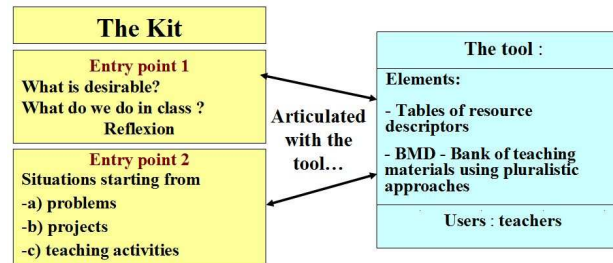 The Kit
Entry point 1
What is desirable?
What do we do in class ?
Reflexion
Entry point 2
Situations starting from
-a) problems
-b) projects
-c) teaching activities
Articulated
with the
tool…
The tool :
Elements:
- Tables of resource
descriptors
- BMD - Bank of teaching
materials using pluralistic
approaches
Users : teachers